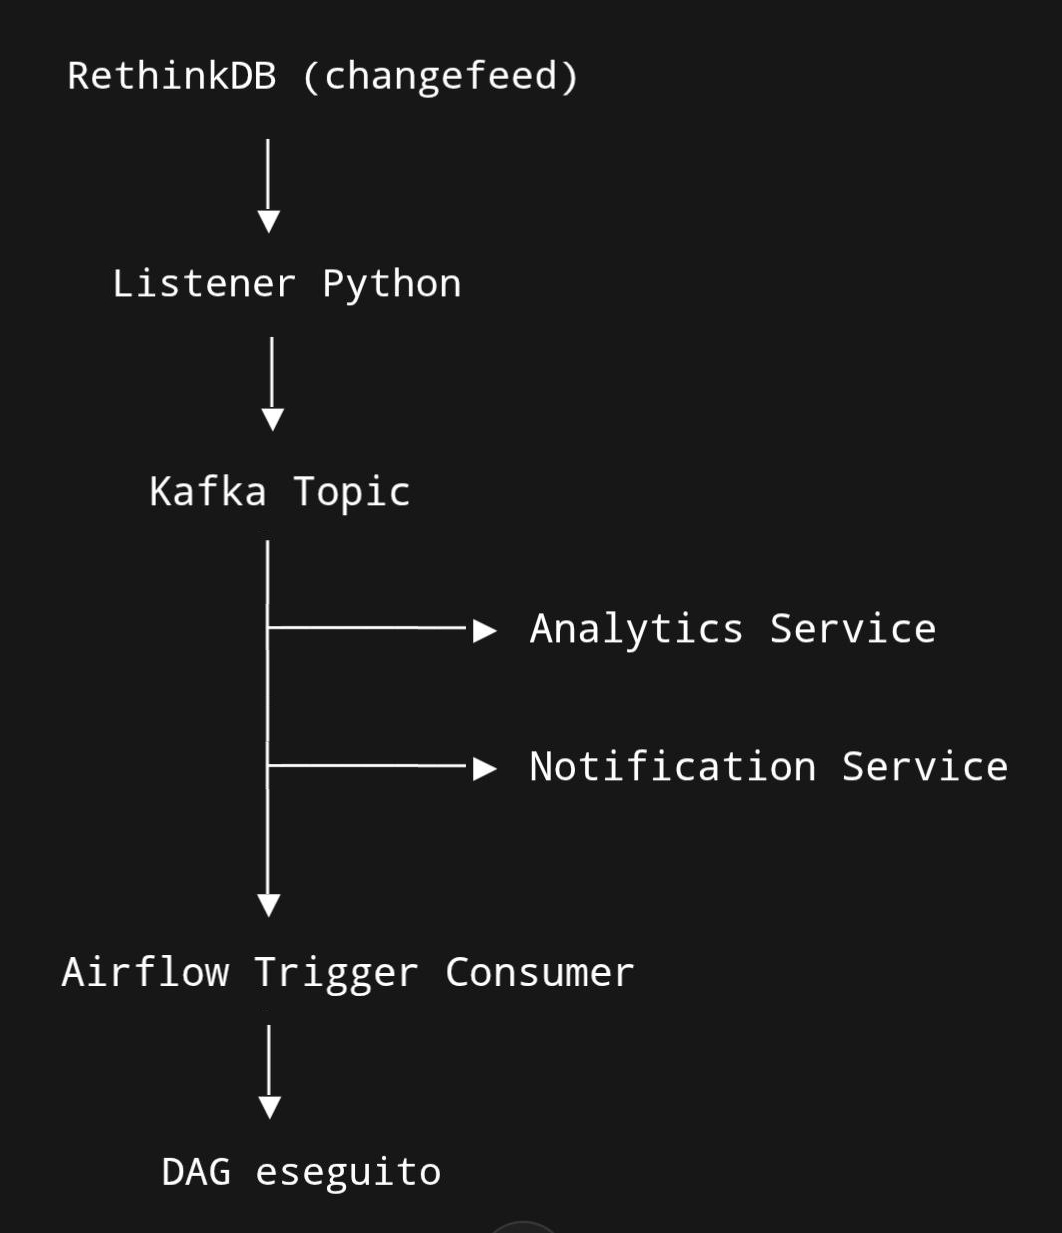 RethinkDB (changefeed)
Listener Python
Kafka Topic
Analytics Service
Notification Service
Airflow Trigger Consumer
DAG eseguito